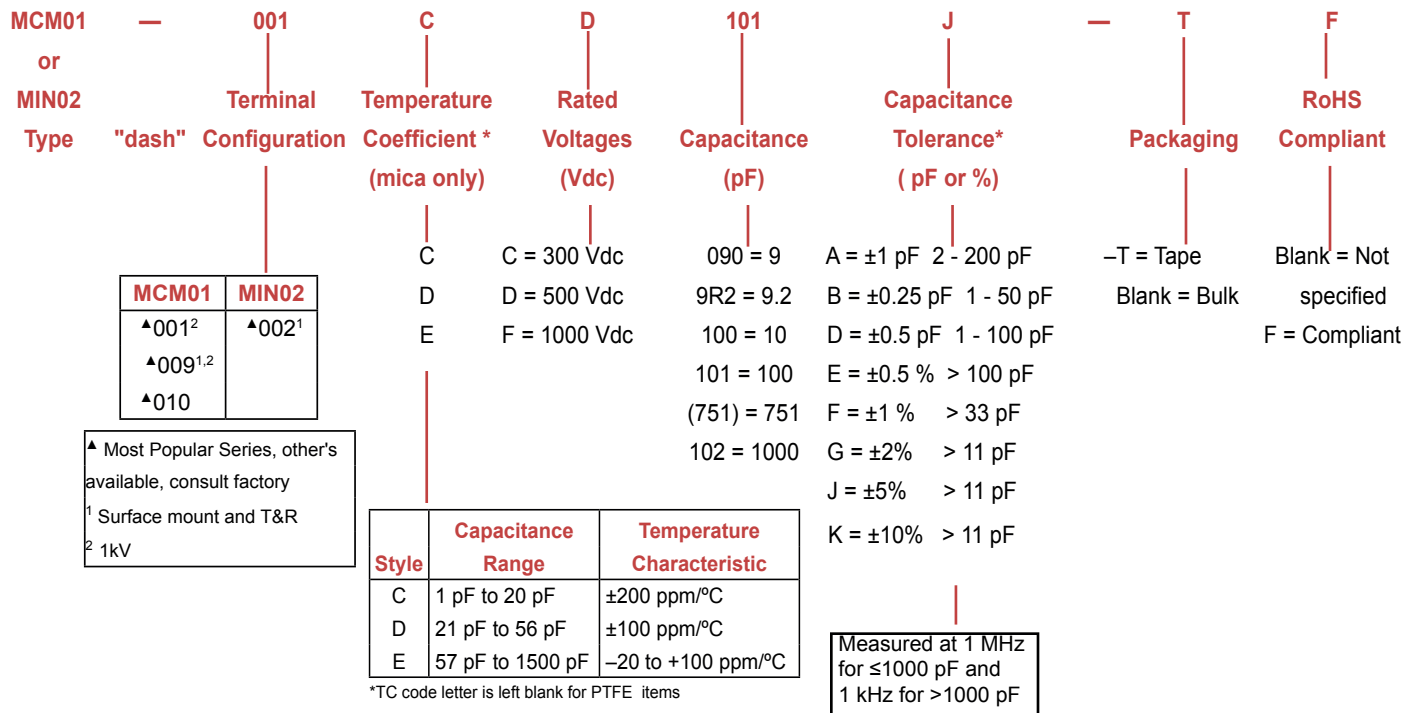 MCM01 — 001 C D 101 J — T F
or
MIN02 Terminal Temperature Rated Capacitance RoHS
Type "dash" Configuration Coefficient * Voltages Capacitance Tolerance* Packaging Compliant
(mica only) (Vdc) (pF) ( pF or %)
C C = 300 Vdc 090 = 9 A = ±1 pF 2 - 200 pF –T = Tape Blank = Not
D D = 500 Vdc 9R2 = 9.2 B = ±0.25 pF 1 - 50 pF Blank = Bulk specified
E F = 1000 Vdc 100 = 10 D = ±0.5 pF 1 - 100 pF F = Compliant
101 = 100 E = ±0.5 % > 100 pF
(751) = 751 F = ±1 % > 33 pF
102 = 1000 G = ±2% > 11 pF
J = ±5% > 11 pF
K = ±10% > 11 pF
MCM01 MIN02
▲001² ▲002¹
▲009¹,²
▲010
▲ Most Popular Series, other's
available, consult factory
¹ Surface mount and T&R
² 1kV
Capacitance Temperature
Style Range Characteristic
C 1 pF to 20 pF ±200 ppm/ºC
D 21 pF to 56 pF ±100 ppm/ºC
E 57 pF to 1500 pF –20 to +100 ppm/ºC
*TC code letter is left blank for PTFE items
Measured at 1 MHz
for ≤1000 pF and
1 kHz for >1000 pF